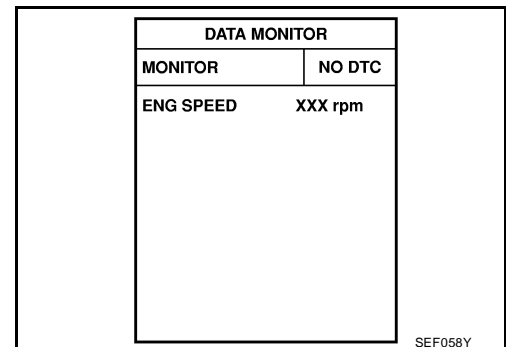 DATA MONITOR
MONITOR NO DTC
ENG SPEED XXX rpm
SEF058Y